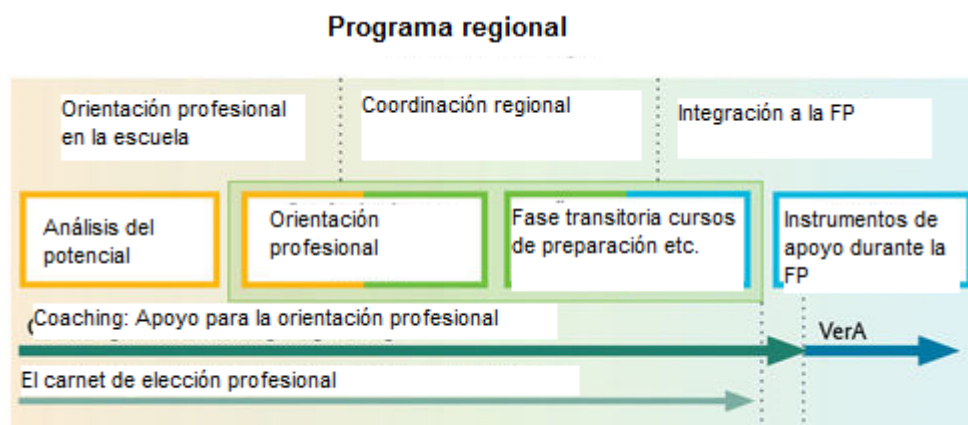 Programa regional
Orientación profesional
en la escuela
Coordinación regional
Integración a la FP
Análisis del
potencial
Orientación
profesional
Fase transitoria cursos
de preparación etc.
Instrumentos de
apoyo durante la
FP
Coaching: Apoyo para la orientación profesional
VerA
El carnet de elección profesional